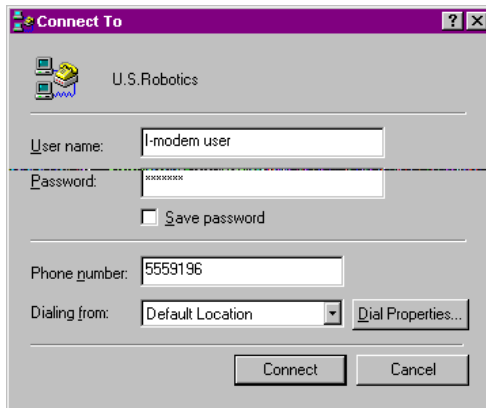 Connect To
U.S.Robotics
User name: I-modem user
Password: *******
Save password
Phone number: 5559196
Dialing from: Default Location Dial Properties...
Connect Cancel